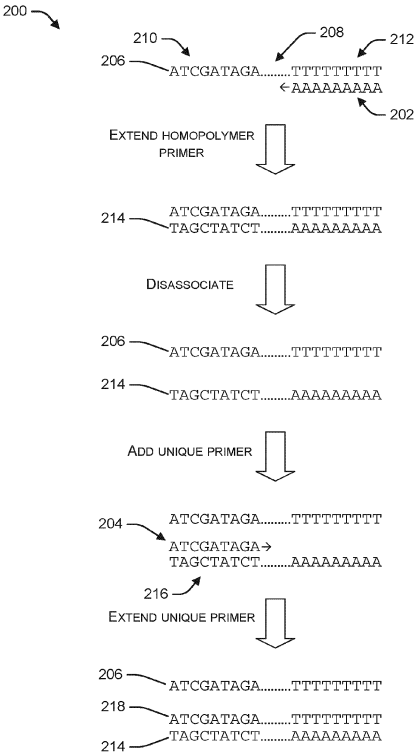 200
210
208
212
206 ATCGATAGA.........TTTTTTTTT
←AAAAAAAAA
202
EXTEND HOMOPOLYMER
PRIMER
ATCGATAGA.........TTTTTTTTT
214 TAGCTATCT.........AAAAAAAAA
DISASSOCIATE
206 ATCGATAGA.........TTTTTTTTT
214 TAGCTATCT.........AAAAAAAAA
ADD UNIQUE PRIMER
ATCGATAGA.........TTTTTTTTT
204
ATCGATAGA→
TAGCTATCT.........AAAAAAAAA
216
EXTEND UNIQUE PRIMER
206 ATCGATAGA.........TTTTTTTTT
218 ATCGATAGA.........TTTTTTTTT
214 TAGCTATCT.........AAAAAAAAA